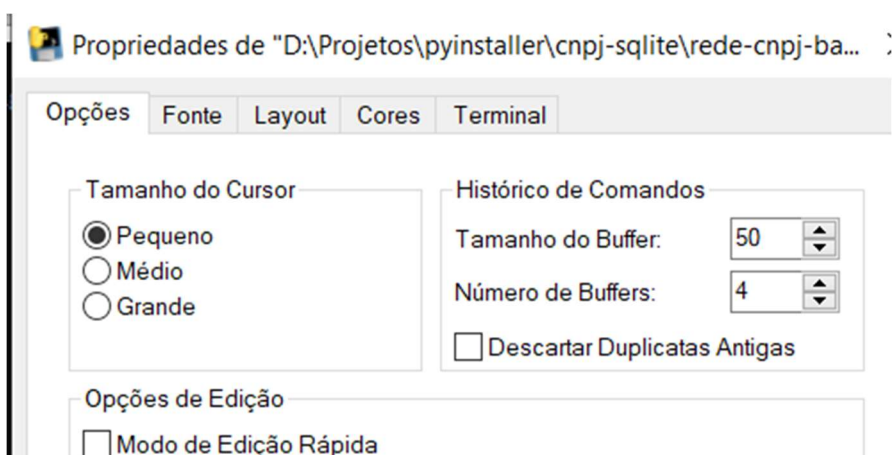 Propriedades de "D:\Projetos\pyinstaller\cnpj-sqlite\rede-cnpj-ba...
Opções Fonte Layout Cores Terminal
Tamanho do Cursor
Pequeno
Médio
Grande
Histórico de Comandos
Tamanho do Buffer: 50
Número de Buffers: 4
Descartar Duplicatas Antigas
Opções de Edição
Modo de Edição Rápida